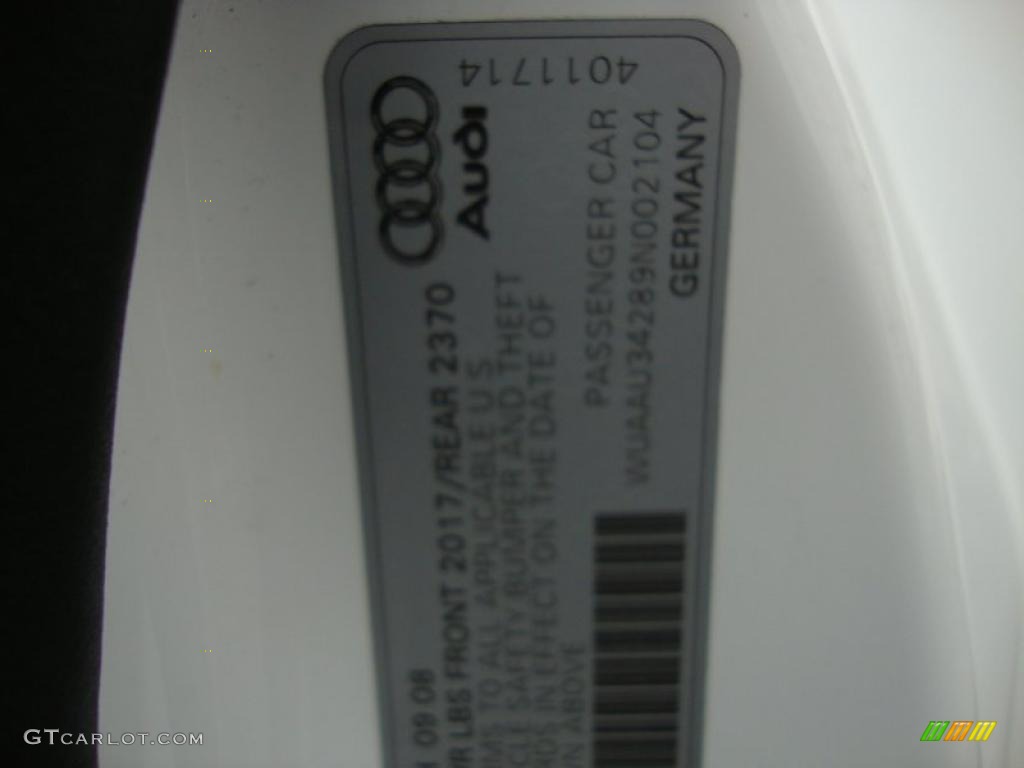 4011714
Audi
09 08
LBS FRONT 2017/REAR 2370
TO ALL APPLICABLE U.S.
SAFETY BUMPER AND THEFT
IN EFFECT ON THE DATE OF
ABOVE
PASSENGER CAR
WUAAU34289N002104
GERMANY
GTCARLOT.COM